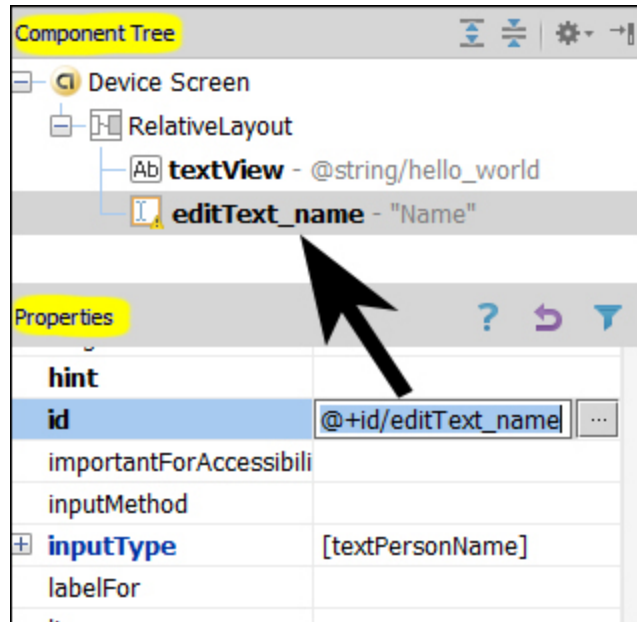 Component Tree
Device Screen
RelativeLayout
Ab textView - @string/hello_world
editText_name - "Name"
Properties
?
hint
id @+id/editText_name ...
importantForAccessibili
inputMethod
inputType [textPersonName]
labelFor